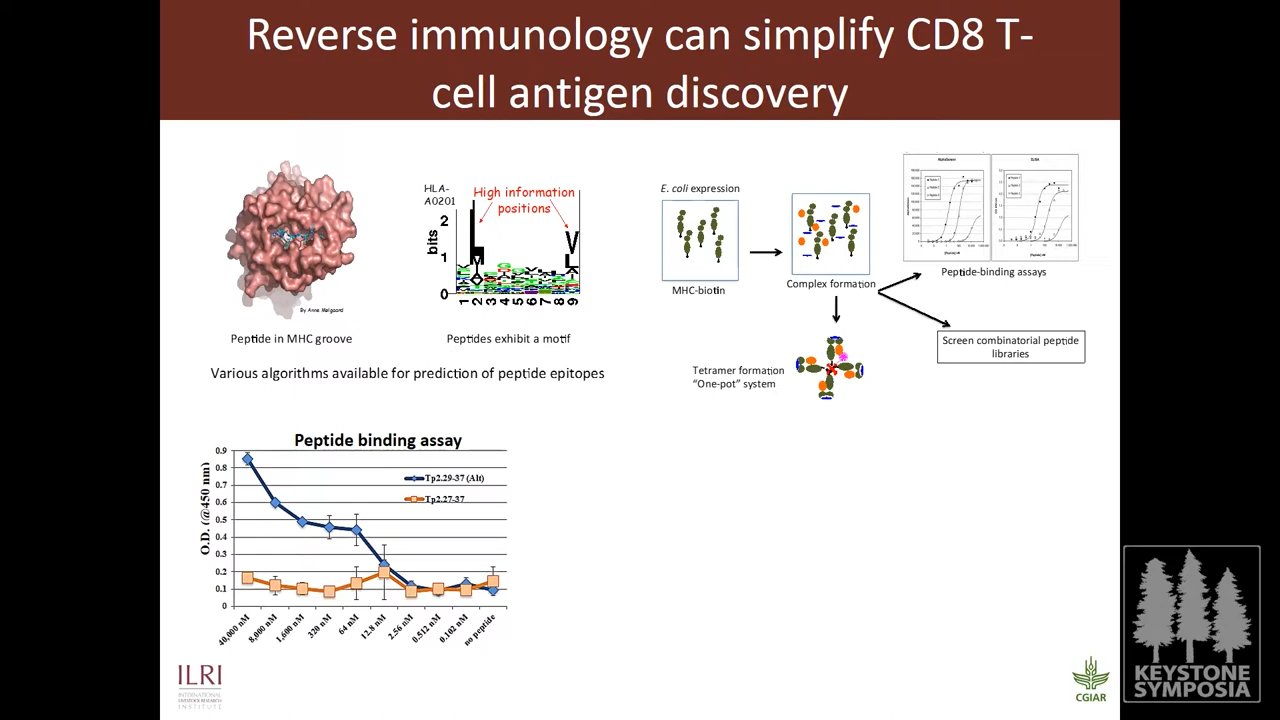 Reverse immunology can simplify CD8 T-
cell antigen discovery
HLA-
A0201
High information
positions
bits
2
1
0
1 2 3 4 5 6 7 8 9
By Anne Mølgaard
Peptide in MHC groove
Peptides exhibit a motif
Various algorithms available for prediction of peptide epitopes
E. coli expression
MHC-biotin
Complex formation
Peptide-binding assays
Screen combinatorial peptide
libraries
Tetramer formation
"One-pot" system
Peptide binding assay
O.D. (@450 nm)
0.9
0.8
0.7
0.6
0.5
0.4
0.3
0.2
0.1
0
Tp2.29-37 (Alt)
Tp2.27-37
40,000 nM
8,000 nM
1,600 nM
320 nM
64 nM
12.8 nM
2.56 nM
0.512 nM
0.102 nM
no peptide
ILRI
INTERNATIONAL
LIVESTOCK RESEARCH
INSTITUTE
CGIAR
KEYSTONE
SYMPOSIA